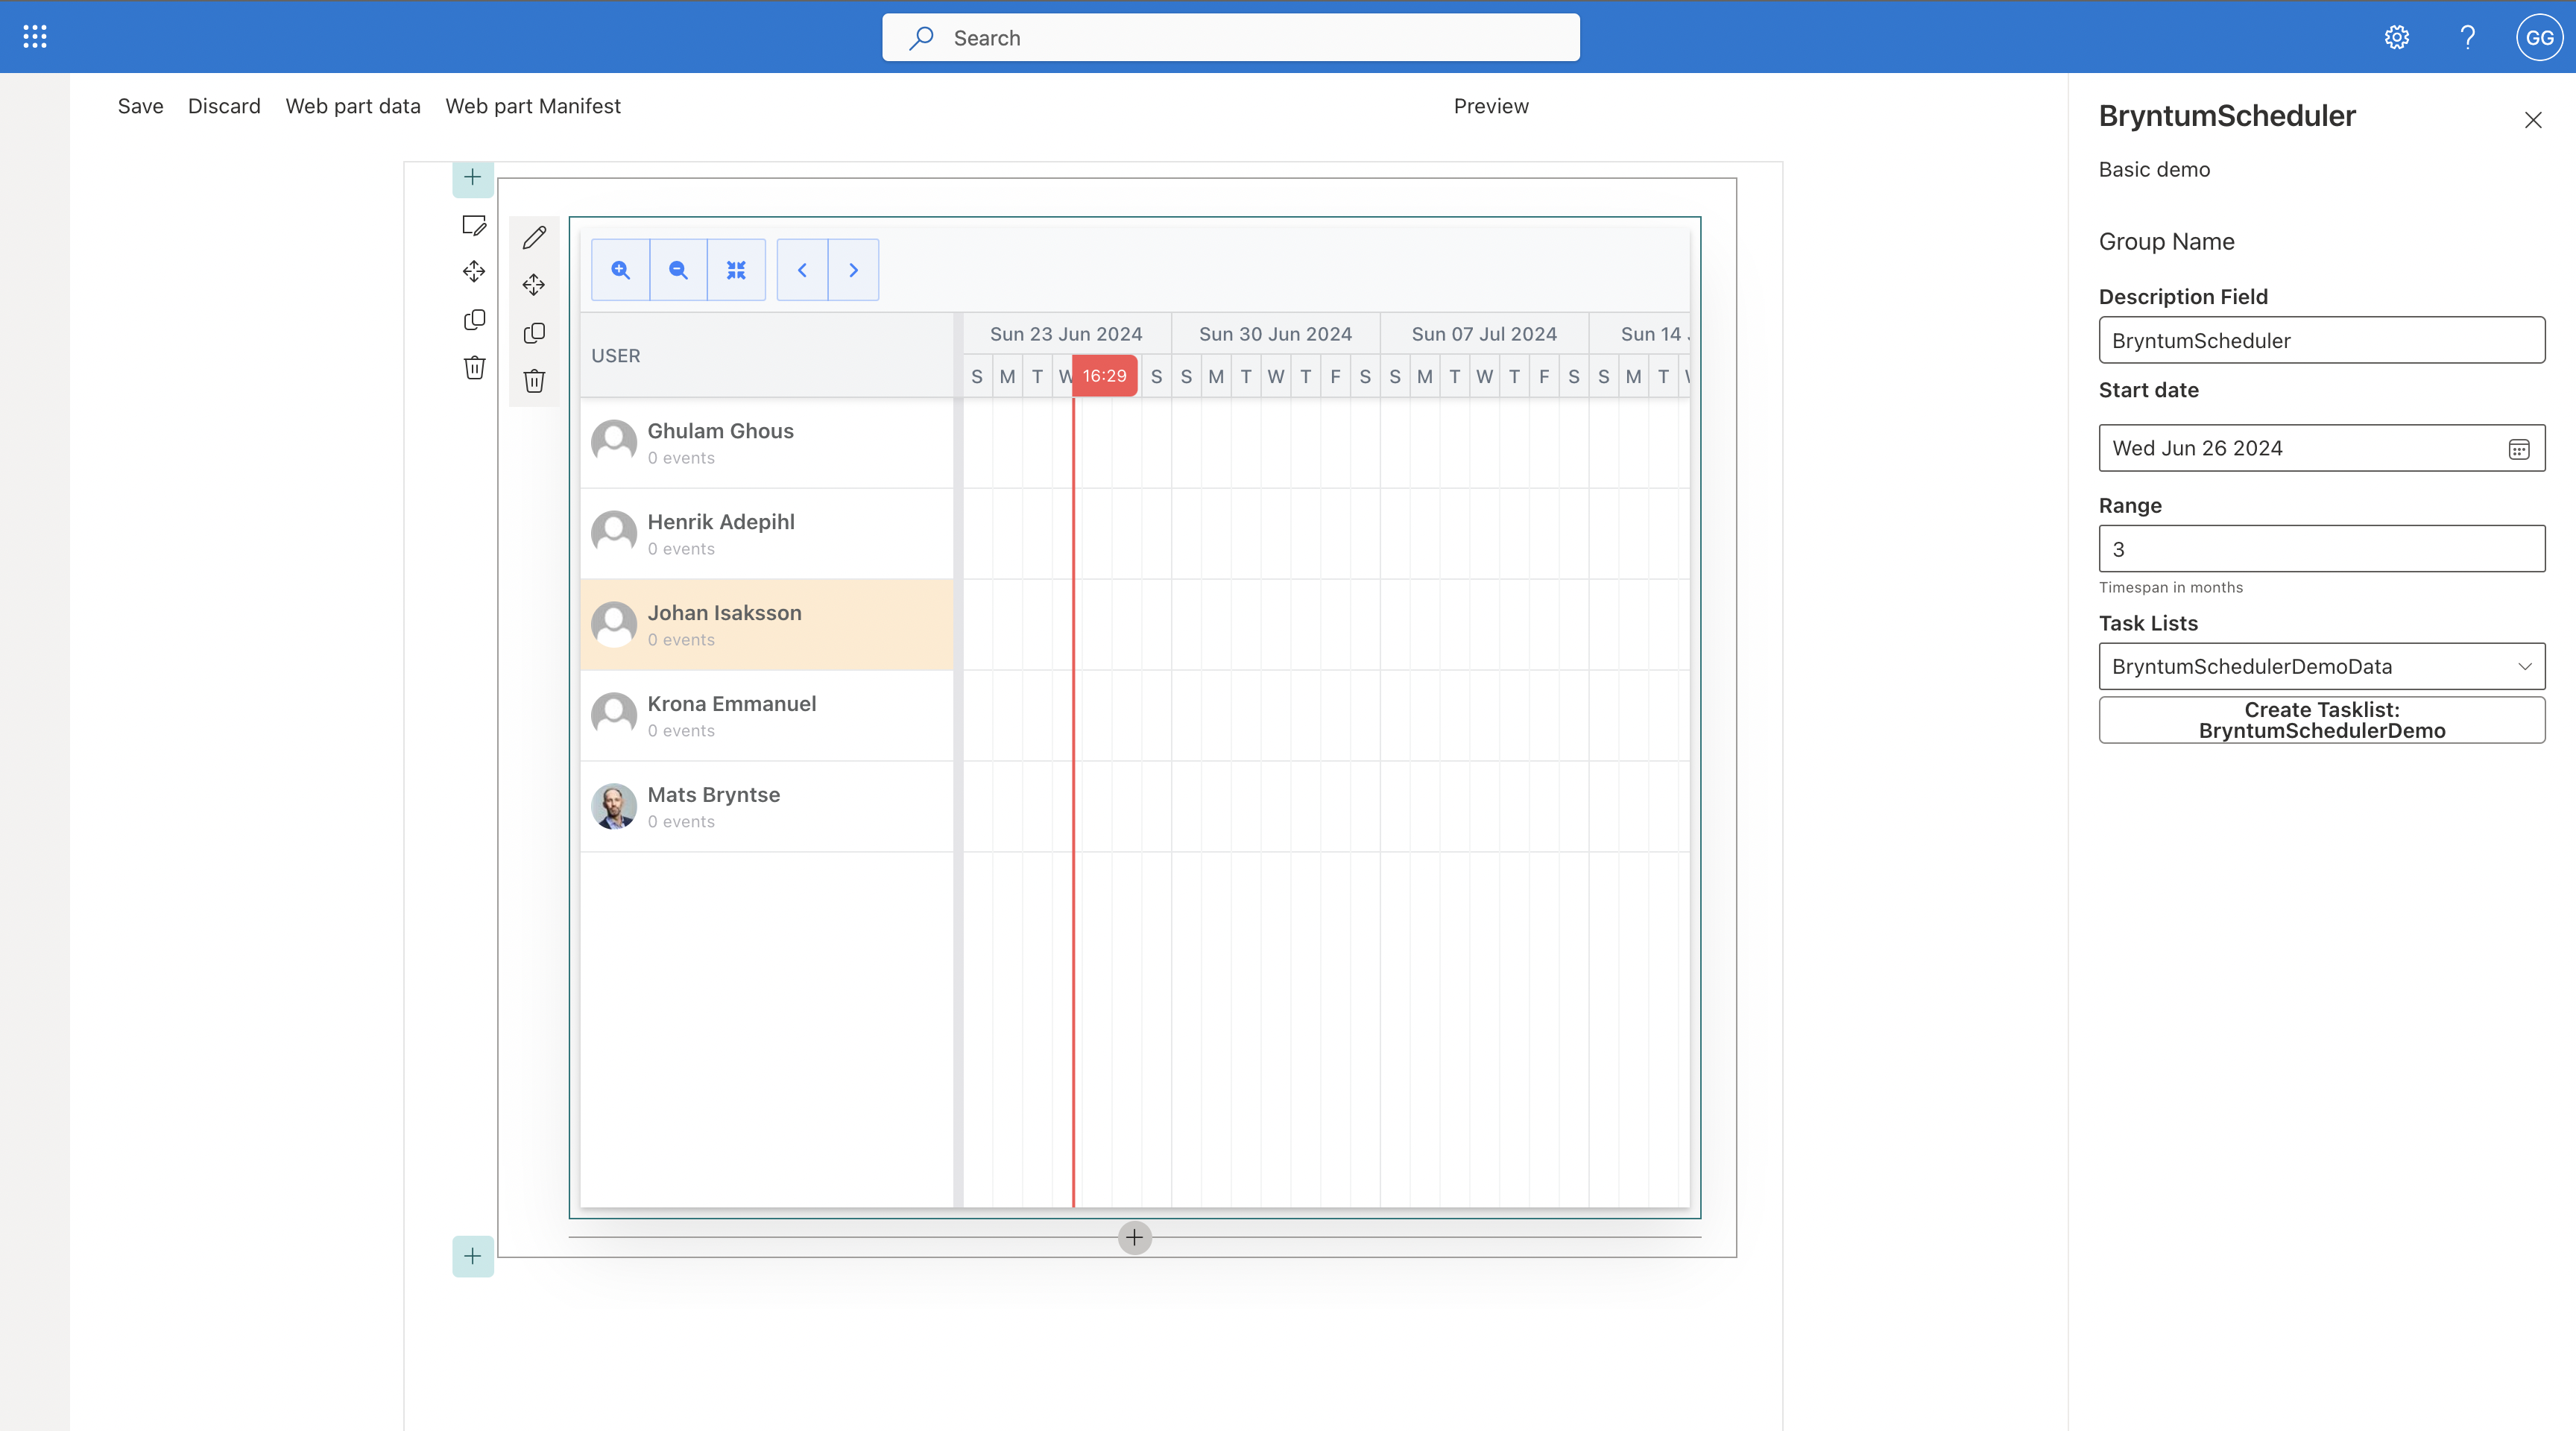 Search
GG
Save Discard Web part data Web part Manifest
Preview
USER
Sun 23 Jun 2024 Sun 30 Jun 2024 Sun 07 Jul 2024 Sun 14
S M T W 16:29 S S M T W T F S S M T W T F S S M T
Ghulam Ghous
0 events
Henrik Adepihl
0 events
Johan Isaksson
0 events
Krona Emmanuel
0 events
Mats Bryntse
0 events
BryntumScheduler
Basic demo
Group Name
Description Field
BryntumScheduler
Start date
Wed Jun 26 2024
Range
3
Timespan in months
Task Lists
BryntumSchedulerDemoData
Create Tasklist:
BryntumSchedulerDemo